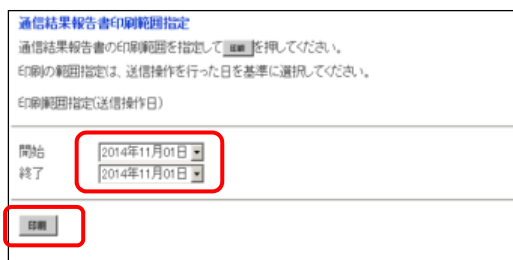 通信結果報告書印刷範囲指定
通信結果報告書の印刷範囲を指定して 印刷 を押してください。
印刷の範囲指定は、送信操作を行った日を基準に選択してください。
印刷範囲指定(送信操作日)
開始 2014年11月01日
終了 2014年11月01日
印刷